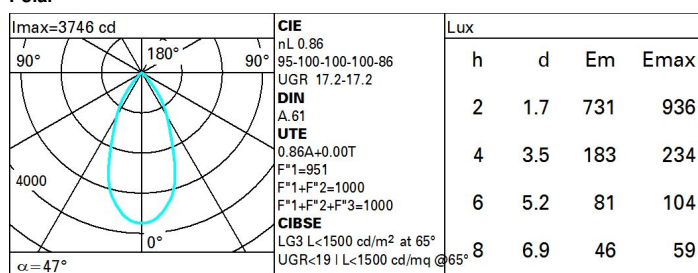 Imax=3746 cd
90°
180°
90°
4000
0°
α=47°
CIE
nL 0.86
95-100-100-100-86
UGR 17.2-17.2
DIN
A.61
UTE
0.86A+0.00T
F"1=951
F"1+F"2=1000
F"1+F"2+F"3=1000
CIBSE
LG3 L<1500 cd/m² at 65°
UGR<19 | L<1500 cd/mq @65°
Lux
h d Em Emax
2 1.7 731 936
4 3.5 183 234
6 5.2 81 104
8 6.9 46 59